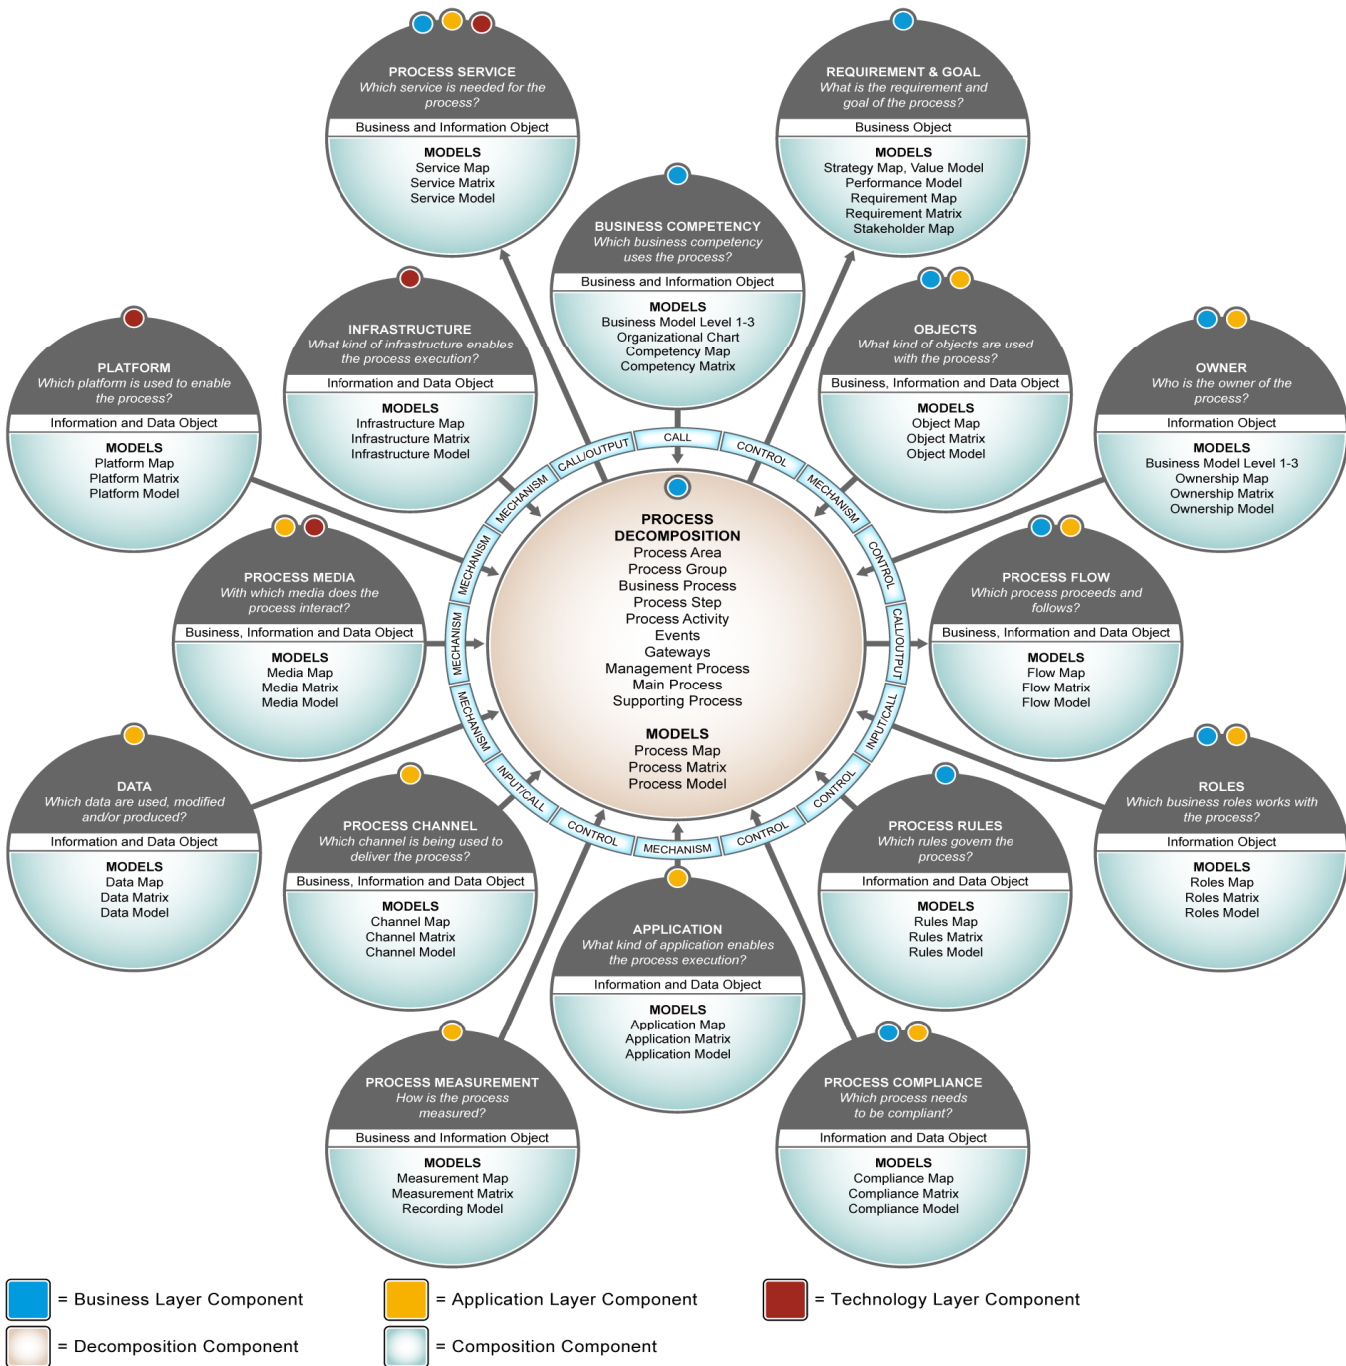 PROCESS SERVICE
Which service is needed for the
process?
Business and Information Object
MODELS
Service Map
Service Matrix
Service Model
REQUIREMENT & GOAL
What is the requirement and
goal of the process?
Business Object
MODELS
Strategy Map, Value Model
Performance Model
Requirement Map
Requirement Matrix
Stakeholder Map
BUSINESS COMPETENCY
Which business competency
uses the process?
Business and Information Object
MODELS
Business Model Level 1-3
Organizational Chart
Competency Map
Competency Matrix
INFRASTRUCTURE
What kind of infrastructure enables
the process execution?
Information and Data Object
MODELS
Infrastructure Map
Infrastructure Matrix
Infrastructure Model
OBJECTS
What kind of objects are used
with the process?
Business, Information and Data Object
MODELS
Object Map
Object Matrix
Object Model
PLATFORM
Which platform is used to enable
the process?
Information and Data Object
MODELS
Platform Map
Platform Matrix
Platform Model
OWNER
Who is the owner of the
process?
Information Object
MODELS
Business Model Level 1-3
Ownership Map
Ownership Matrix
Ownership Model
CALL
CONTROL
MECHANISM
CONTROL
CALL/OUTPUT
INPUT/CALL
CONTROL
CONTROL
MECHANISM
CONTROL
INPUT/CALL
MECHANISM
MECHANISM
MECHANISM
MECHANISM
CALL/OUTPUT
PROCESS
DECOMPOSITION
Process Area
Process Group
Business Process
Process Step
Process Activity
Events
Gateways
Management Process
Main Process
Supporting Process
MODELS
Process Map
Process Matrix
Process Model
PROCESS MEDIA
With which media does the
process interact?
Business, Information and Data Object
MODELS
Media Map
Media Matrix
Media Model
PROCESS FLOW
Which process proceeds and
follows?
Business, Information and Data Object
MODELS
Flow Map
Flow Matrix
Flow Model
DATA
Which data are used, modified
and/or produced?
Information and Data Object
MODELS
Data Map
Data Matrix
Data Model
ROLES
Which business roles works with
the process?
Information Object
MODELS
Roles Map
Roles Matrix
Roles Model
PROCESS CHANNEL
Which channel is being used to
deliver the process?
Business, Information and Data Object
MODELS
Channel Map
Channel Matrix
Channel Model
PROCESS RULES
Which rules govern the
process?
Information and Data Object
MODELS
Rules Map
Rules Matrix
Rules Model
APPLICATION
What kind of application enables
the process execution?
Information and Data Object
MODELS
Application Map
Application Matrix
Application Model
PROCESS MEASUREMENT
How is the process
measured?
Business and Information Object
MODELS
Measurement Map
Measurement Matrix
Recording Model
PROCESS COMPLIANCE
Which process needs
to be compliant?
Information and Data Object
MODELS
Compliance Map
Compliance Matrix
Compliance Model
= Business Layer Component
= Application Layer Component
= Technology Layer Component
= Decomposition Component
= Composition Component